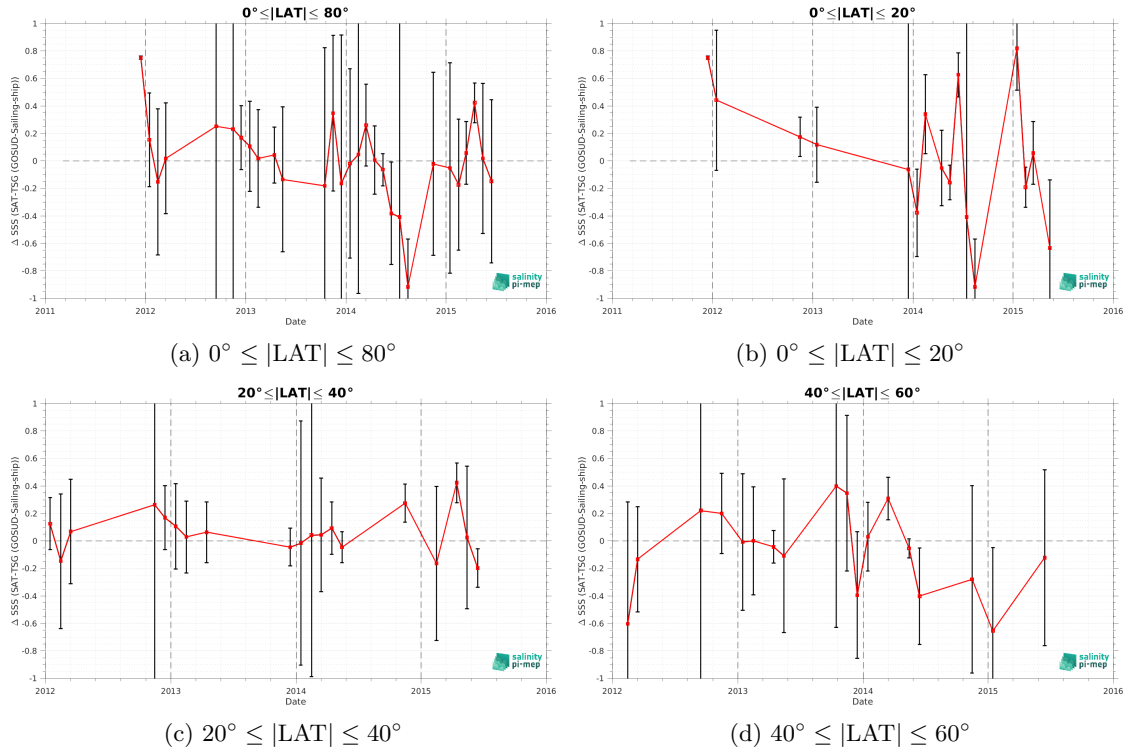 0°≤|LAT|≤ 80°
Δ SSS (SAT-TSG (GOSUD-Sailing-ship))
1
0.8
0.6
0.4
0.2
0
-0.2
-0.4
-0.6
-0.8
-1
2011
2012
2013
2014
2015
2016
Date
salinity
pi-mep
(a) 0° ≤ |LAT| ≤ 80°
0°≤|LAT|≤ 20°
Δ SSS (SAT-TSG (GOSUD-Sailing-ship))
1
0.8
0.6
0.4
0.2
0
-0.2
-0.4
-0.6
-0.8
-1
2011
2012
2013
2014
2015
2016
Date
salinity
pi-mep
(b) 0° ≤ |LAT| ≤ 20°
20°≤|LAT|≤ 40°
Δ SSS (SAT-TSG (GOSUD-Sailing-ship))
1
0.8
0.6
0.4
0.2
0
-0.2
-0.4
-0.6
-0.8
-1
2012
2013
2014
2015
2016
Date
salinity
pi-mep
(c) 20° ≤ |LAT| ≤ 40°
40°≤|LAT|≤ 60°
Δ SSS (SAT-TSG (GOSUD-Sailing-ship))
1
0.8
0.6
0.4
0.2
0
-0.2
-0.4
-0.6
-0.8
-1
2012
2013
2014
2015
2016
Date
salinity
pi-mep
(d) 40° ≤ |LAT| ≤ 60°